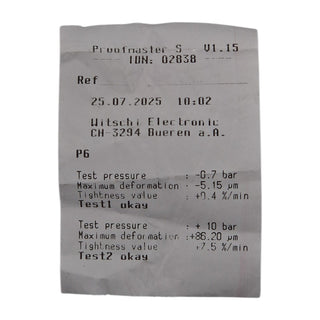 Proofmaster S - V1.15
IDN: 02838
Ref
25.07.2025 10:02
Witschi Electronic
CH-3294 Bueren a.A.
P6
Test pressure : -0.7 bar
Maximum deformation : -5.15 µm
Tightness value : +0.4 %/min
Test1 okay
Test pressure : + 10 bar
Maximum deformation : +86.20 µm
Tightness value : +7.5 %/min
Test2 okay